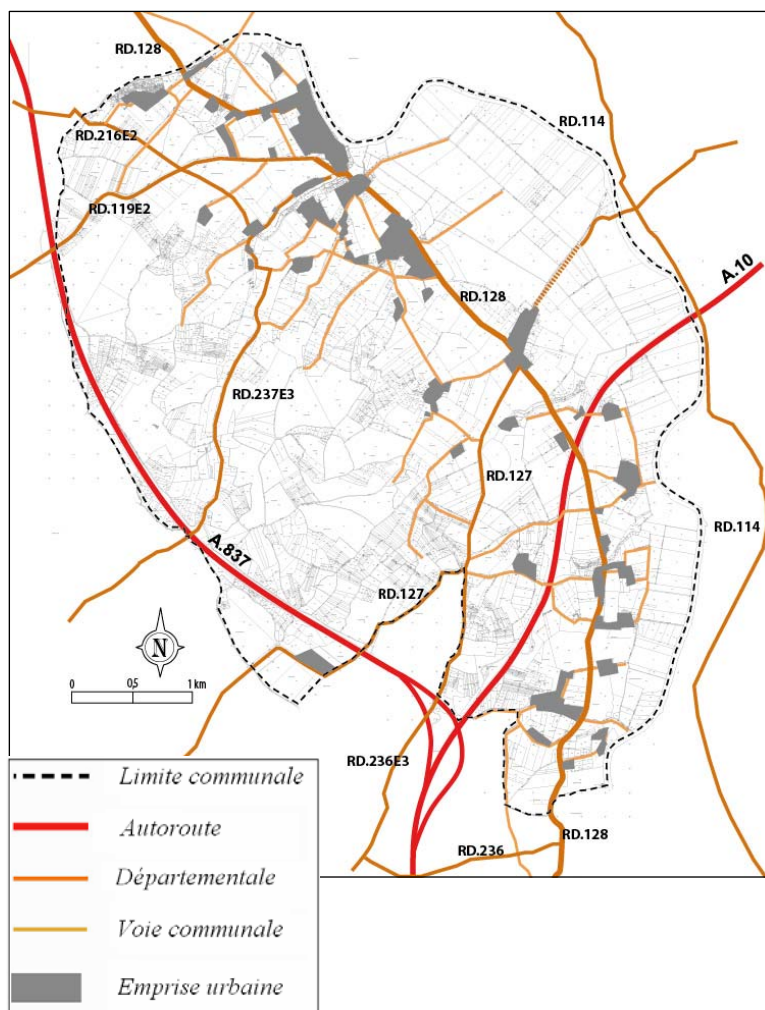 RD.128
RD.114
RD.216E2
RD.119E2
A.10
RD.128
RD.237E3
RD.127
RD.114
A.837
RD.127
N
0 0,5 1 km
RD.236E3
RD.128
RD.236
Limite communale
Autoroute
Départementale
Voie communale
Emprise urbaine